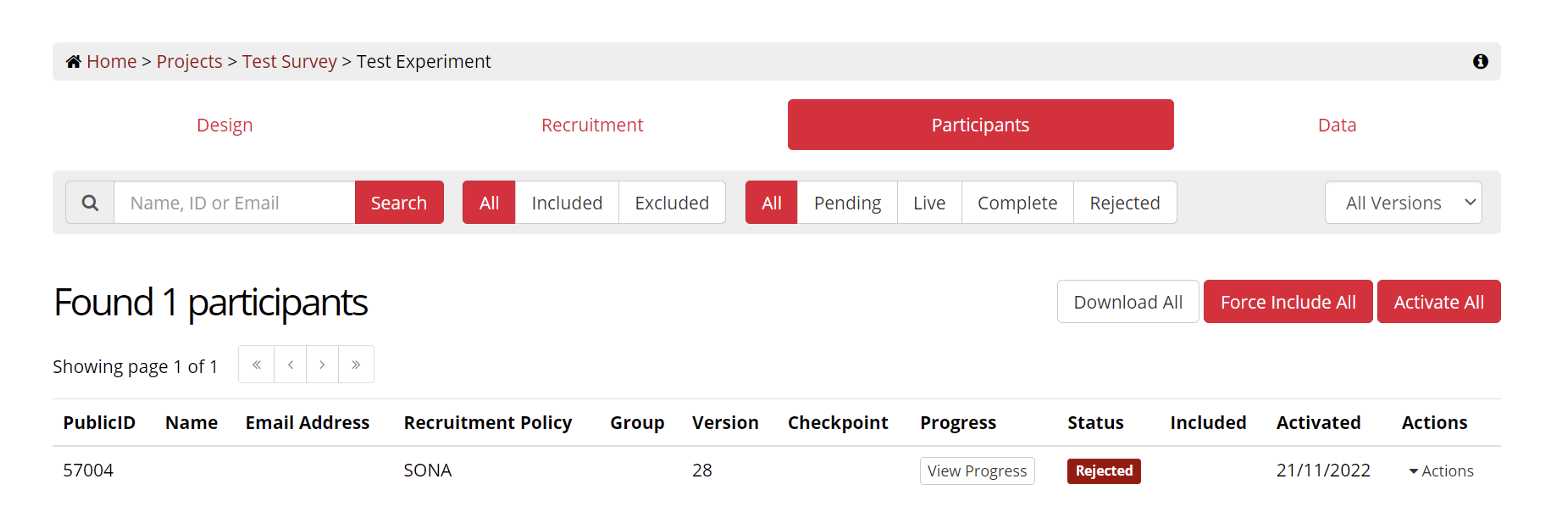 Home > Projects > Test Survey > Test Experiment
Design Recruitment Participants Data
Name, ID or Email Search All Included Excluded All Pending Live Complete Rejected All Versions
Found 1 participants Download All Force Include All Activate All
Showing page 1 of 1 « ‹ › »
PublicID Name Email Address Recruitment Policy Group Version Checkpoint Progress Status Included Activated Actions
57004 SONA 28 View Progress Rejected 21/11/2022 Actions